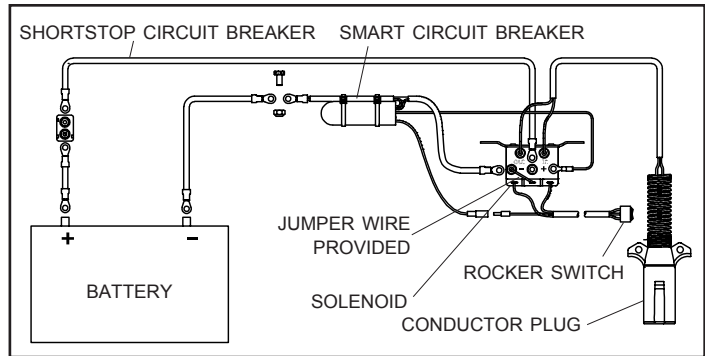 SHORTSTOP CIRCUIT BREAKER
SMART CIRCUIT BREAKER
- +
JUMPER WIRE
PROVIDED
+ -
BATTERY
ROCKER SWITCH
SOLENOID
CONDUCTOR PLUG